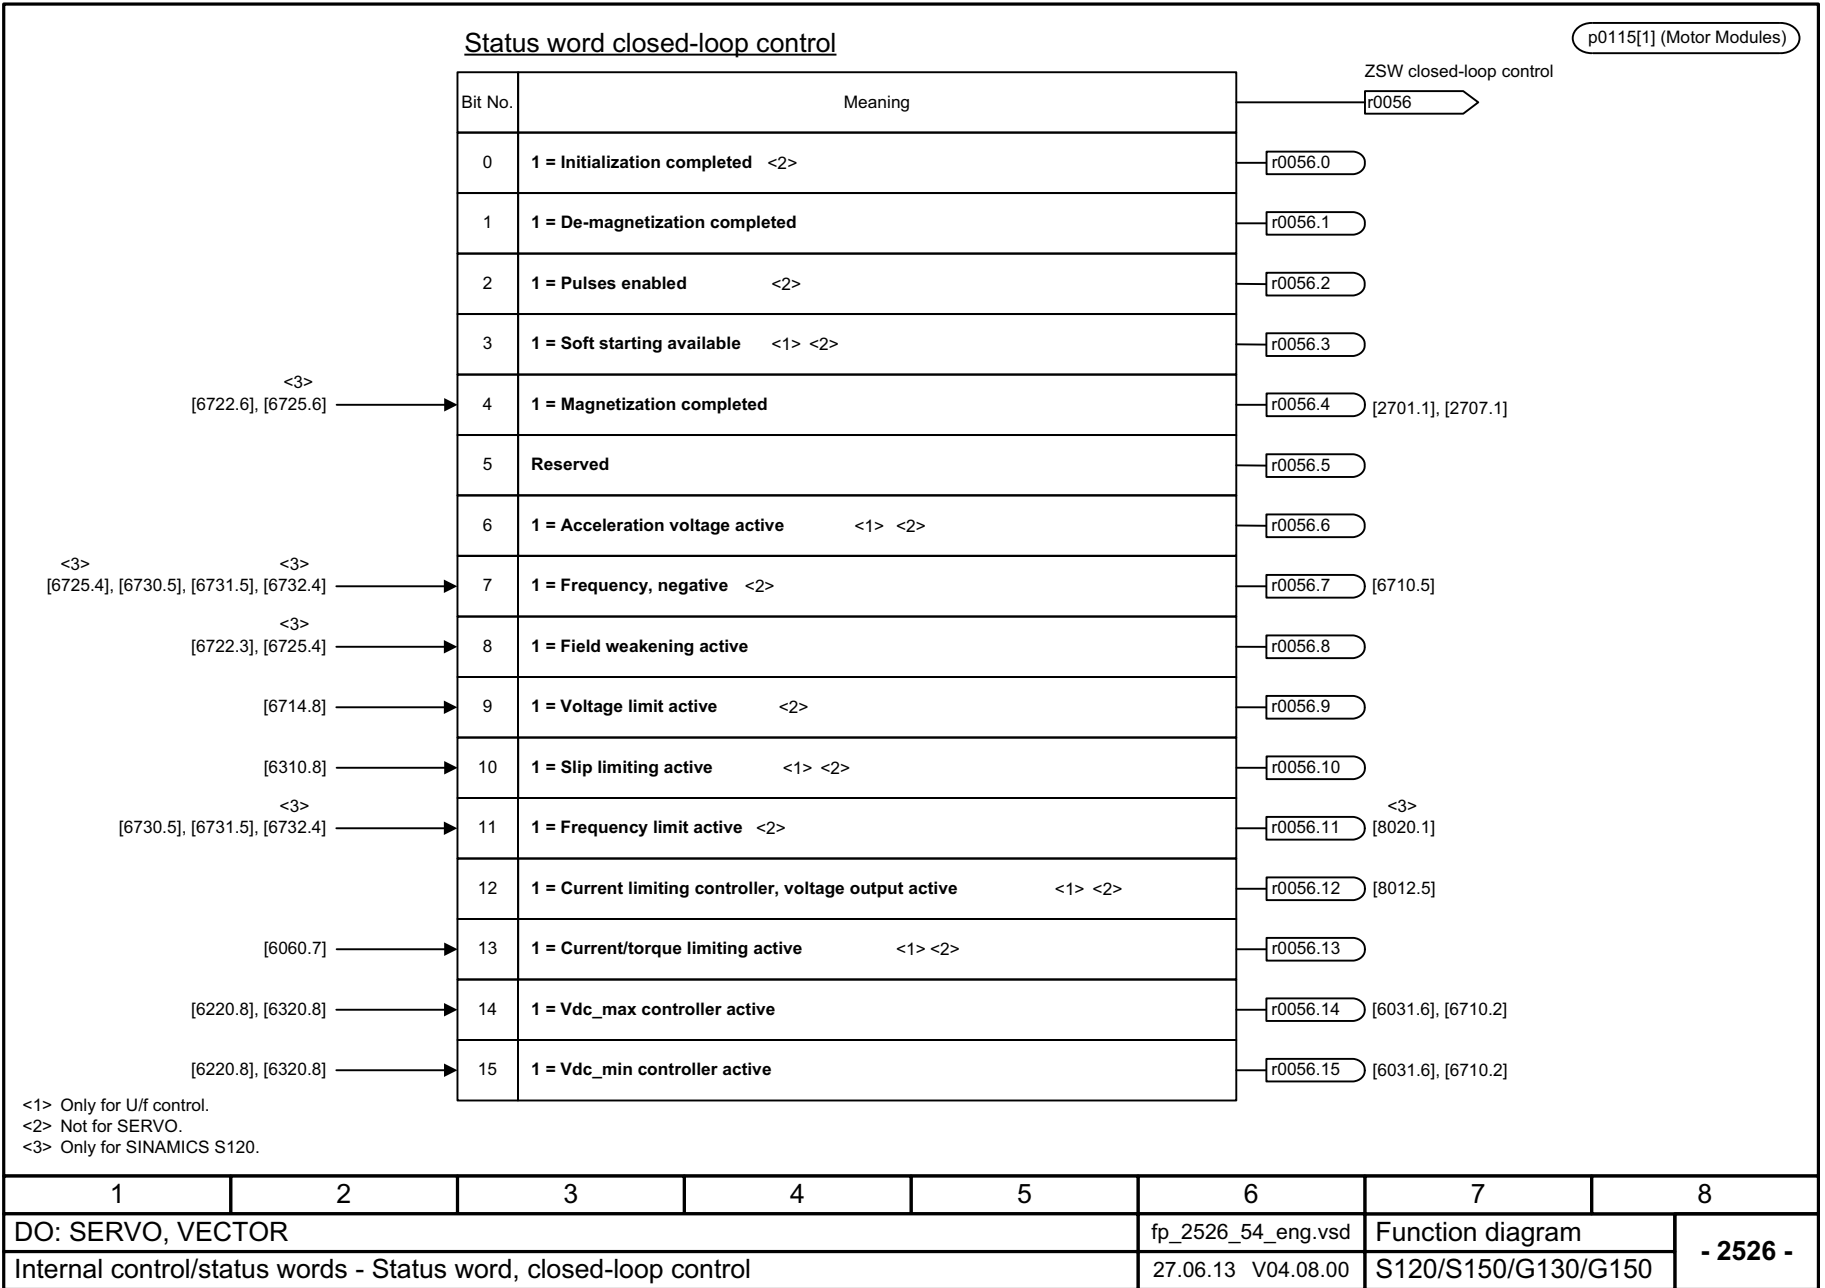 Status word closed-loop control
p0115[1] (Motor Modules)
ZSW closed-loop control
Bit No. Meaning r0056
0 1 = Initialization completed <2> r0056.0
1 1 = De-magnetization completed r0056.1
2 1 = Pulses enabled <2> r0056.2
3 1 = Soft starting available <1> <2> r0056.3
<3>
[6722.6], [6725.6] 4 1 = Magnetization completed r0056.4 [2701.1], [2707.1]
5 Reserved r0056.5
6 1 = Acceleration voltage active <1> <2> r0056.6
<3> <3>
[6725.4], [6730.5], [6731.5], [6732.4] 7 1 = Frequency, negative <2> r0056.7 [6710.5]
<3>
[6722.3], [6725.4] 8 1 = Field weakening active r0056.8
[6714.8] 9 1 = Voltage limit active <2> r0056.9
[6310.8] 10 1 = Slip limiting active <1> <2> r0056.10
<3> <3>
[6730.5], [6731.5], [6732.4] 11 1 = Frequency limit active <2> r0056.11 [8020.1]
12 1 = Current limiting controller, voltage output active <1> <2> r0056.12 [8012.5]
[6060.7] 13 1 = Current/torque limiting active <1> <2> r0056.13
[6220.8], [6320.8] 14 1 = Vdc_max controller active r0056.14 [6031.6], [6710.2]
[6220.8], [6320.8] 15 1 = Vdc_min controller active r0056.15 [6031.6], [6710.2]
<1> Only for U/f control.
<2> Not for SERVO.
<3> Only for SINAMICS S120.
1 2 3 4 5 6 7 8
DO: SERVO, VECTOR fp_2526_54_eng.vsd Function diagram - 2526 -
Internal control/status words - Status word, closed-loop control 27.06.13 V04.08.00 S120/S150/G130/G150